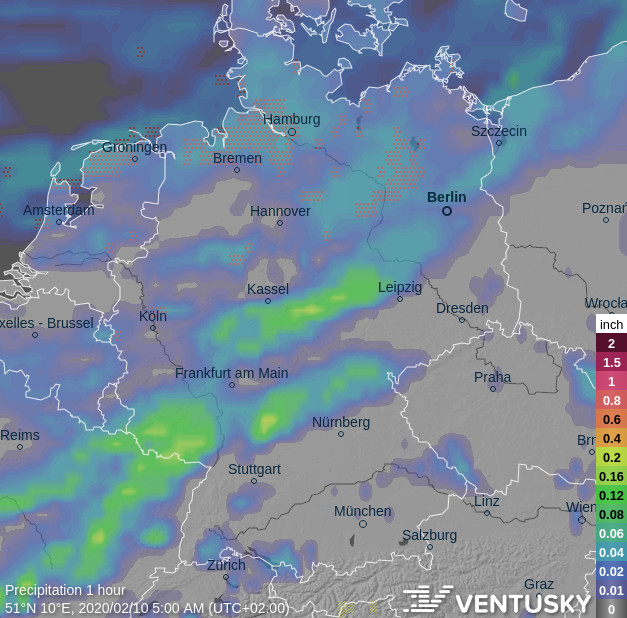 Hamburg
Szczecin
Groningen
Bremen
Berlin
Amsterdam
Hannover
Poznań
Kassel
Leipzig
Dresden
Wrocła
Köln
xelles - Brussel
inch
2
1.5
Frankfurt am Main
Praha
1
0.8
0.6
Nürnberg
0.4
Reims
Brn
0.2
Stuttgart
0.16
0.12
Linz
Wien
München
0.08
Salzburg
0.06
0.04
Zürich
0.02
Graz
Precipitation 1 hour
0.01
51°N 10°E, 2020/02/10 5:00 AM (UTC+02:00)
VENTUSKY
0